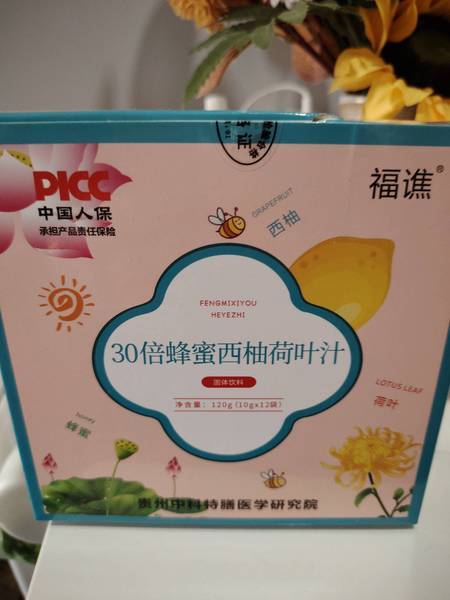 PICC
中国人保
承担产品责任保险
福谯®
GRAPEFRUIT
西柚
FENGMIXIYOU
HEYEZHI
30倍蜂蜜西柚荷叶汁
固体饮料
净含量：120g（10g×12袋）
LOTUS LEAF
荷叶
honey
蜂蜜
贵州中科特膳医学研究院